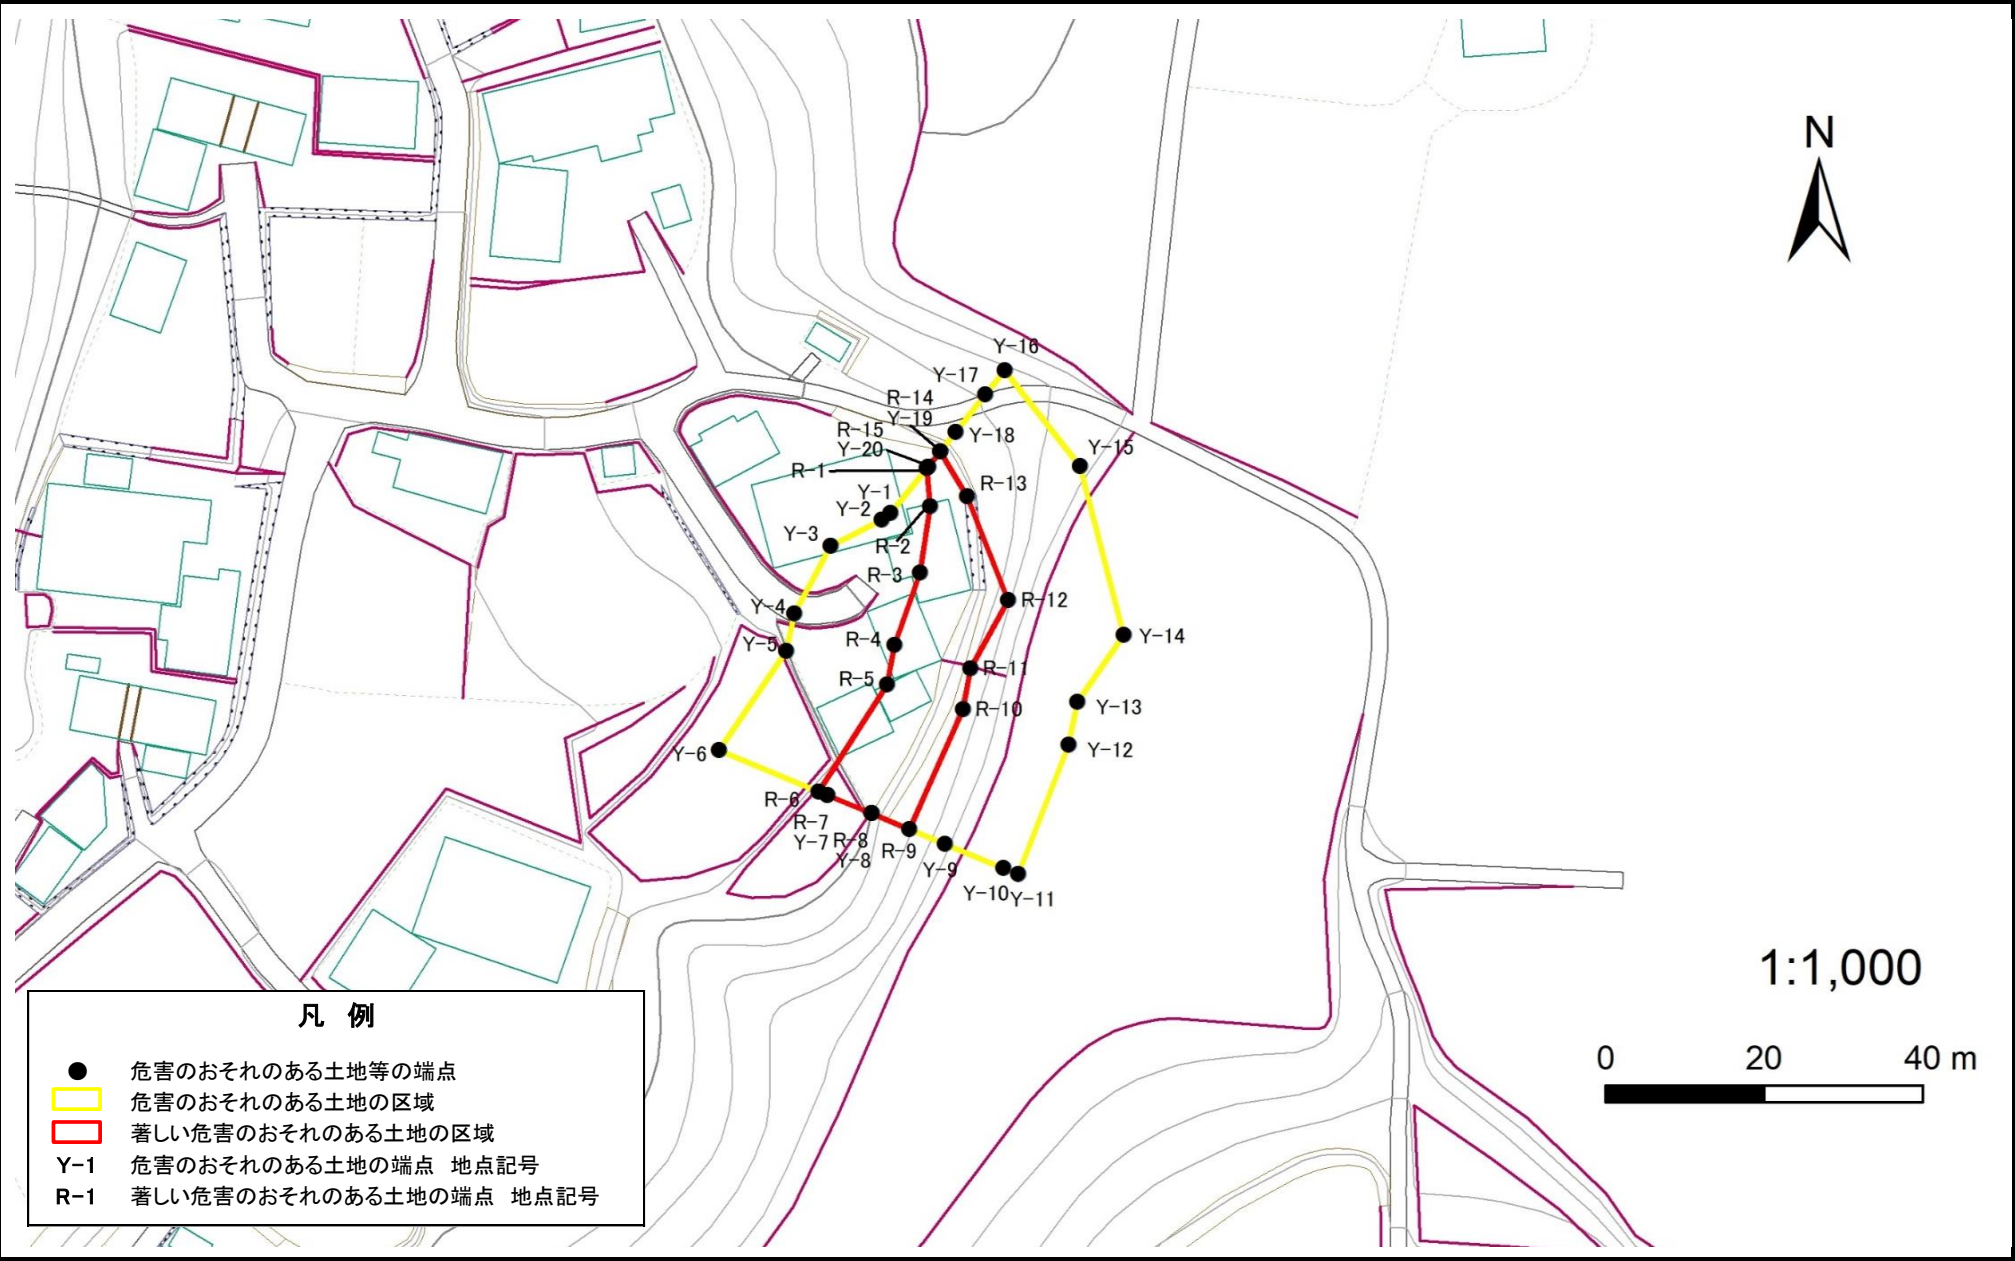 N
Y-16
Y-17
R-14
Y-19
Y-18
R-15
Y-20
Y-15
R-1
R-13
Y-1
Y-2
Y-3
R-2
R-3
R-12
Y-4
Y-14
R-4
Y-5
R-11
R-5
Y-13
R-10
Y-12
Y-6
R-6
R-7
Y-7
R-8
Y-8
R-9
Y-9
Y-10
Y-11
1:1,000
0 20 40 m
凡 例
危害のおそれのある土地等の端点
危害のおそれのある土地の区域
著しい危害のおそれのある土地の区域
Y-1 危害のおそれのある土地の端点 地点記号
R-1 著しい危害のおそれのある土地の端点 地点記号